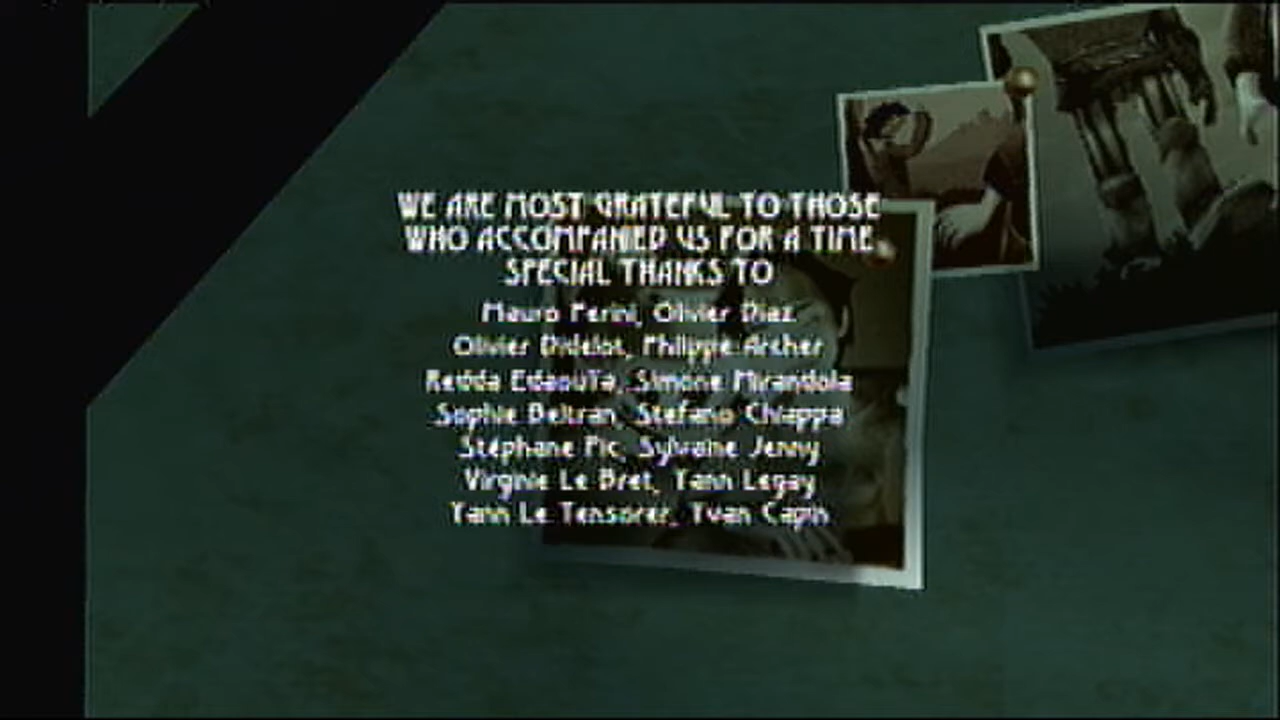 WE ARE MOST GRATEFUL TO THOSE
WHO ACCOMPANIED US FOR A TIME
SPECIAL THANKS TO
Mauro Perini, Olivier Diaz
Olivier Didelot, Philippe Archer
Redda Simone Mirandola
Sophie Beltran, Stefano Chiappa
Stéphane Pic, Sylvaine Jenny
Virginie Le Bret, Yann Legay
Yann Le Tensorer, Yvan Capin